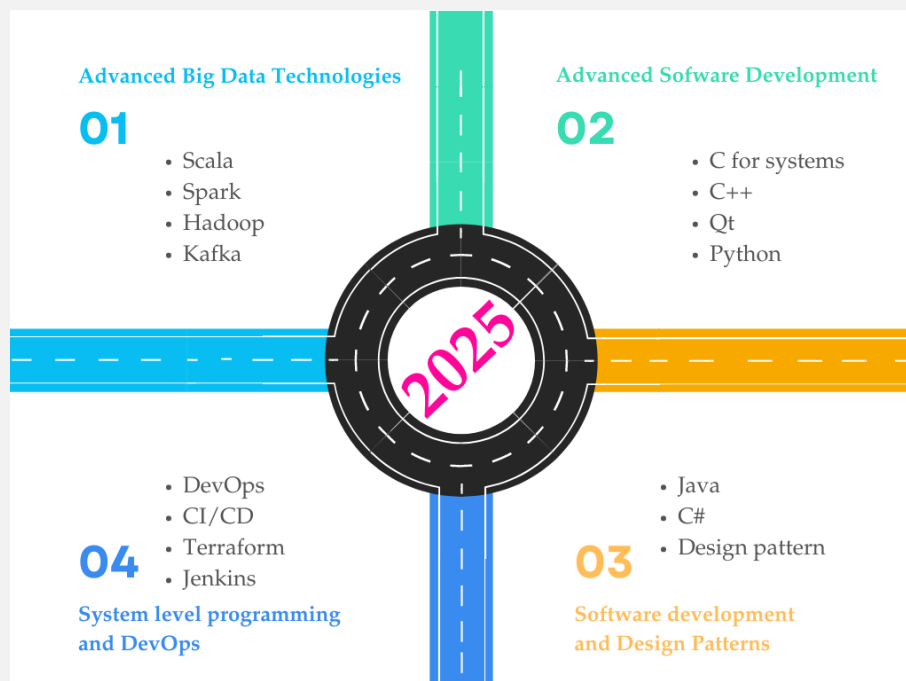 Advanced Big Data Technologies
01
• Scala
• Spark
• Hadoop
• Kafka
Advanced Sofware Development
02
• C for systems
• C++
• Qt
• Python
2025
• DevOps
• CI/CD
• Terraform
• Jenkins
04
System level programming
and DevOps
• Java
• C#
• Design pattern
03
Software development
and Design Patterns